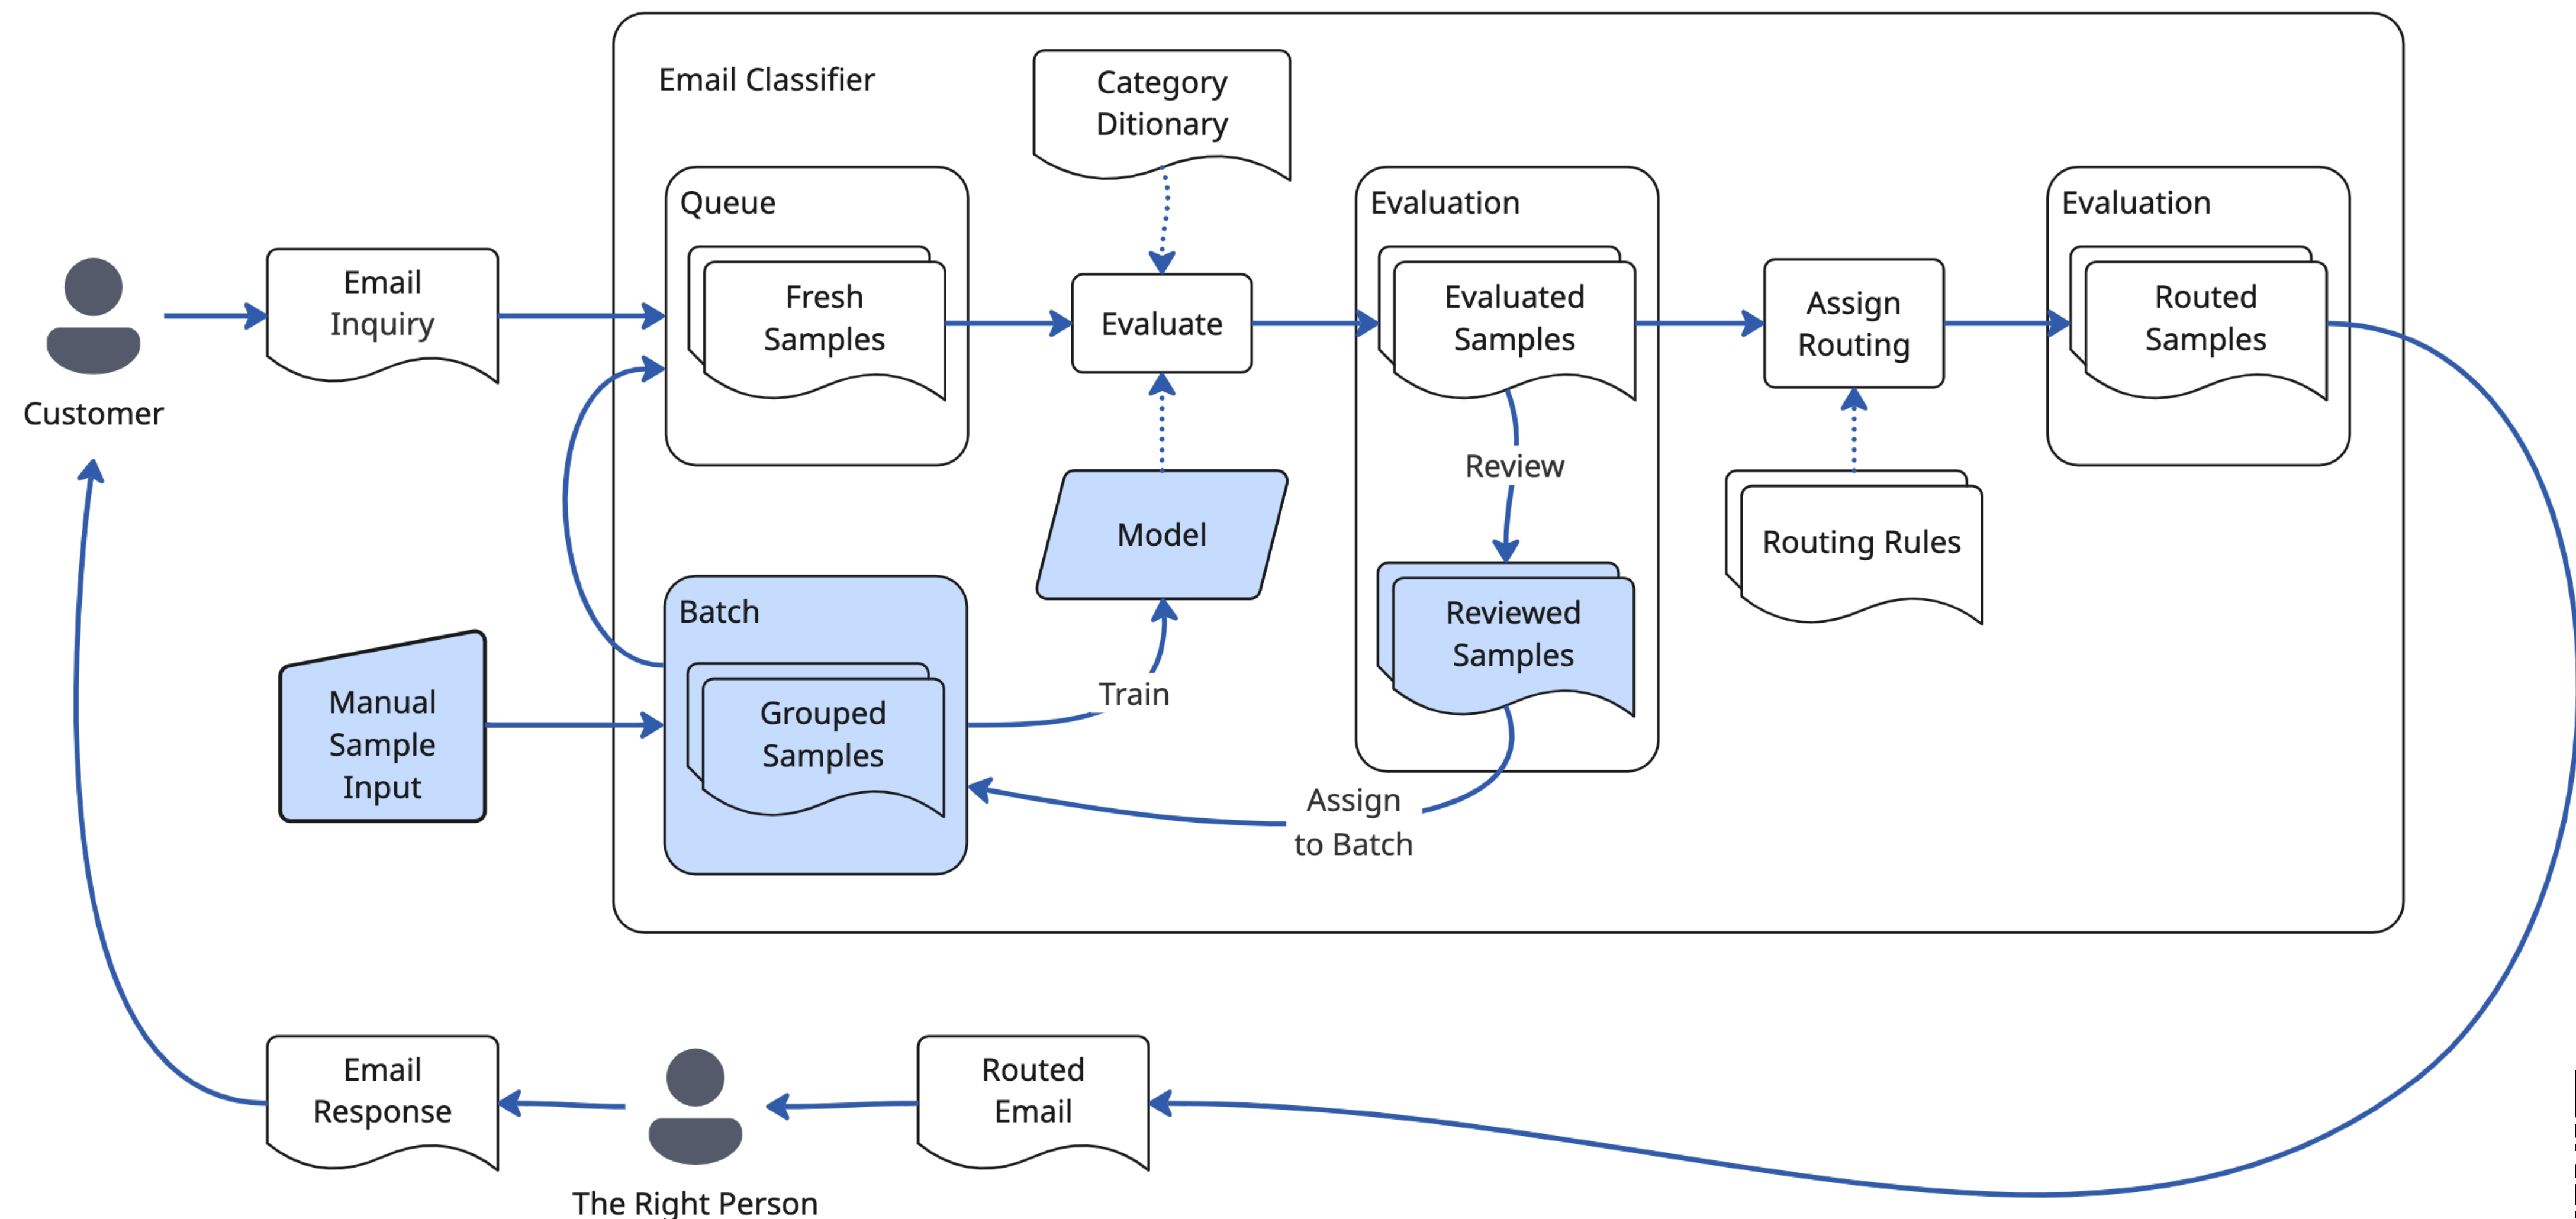 Email Classifier
Category
Ditionary
Queue
Evaluation
Evaluation
Email
Inquiry
Fresh
Samples
Evaluate
Evaluated
Samples
Assign
Routing
Routed
Samples
Customer
Review
Model
Routing Rules
Batch
Reviewed
Samples
Manual
Sample
Input
Grouped
Samples
Train
Assign
to Batch
Email
Response
Routed
Email
The Right Person